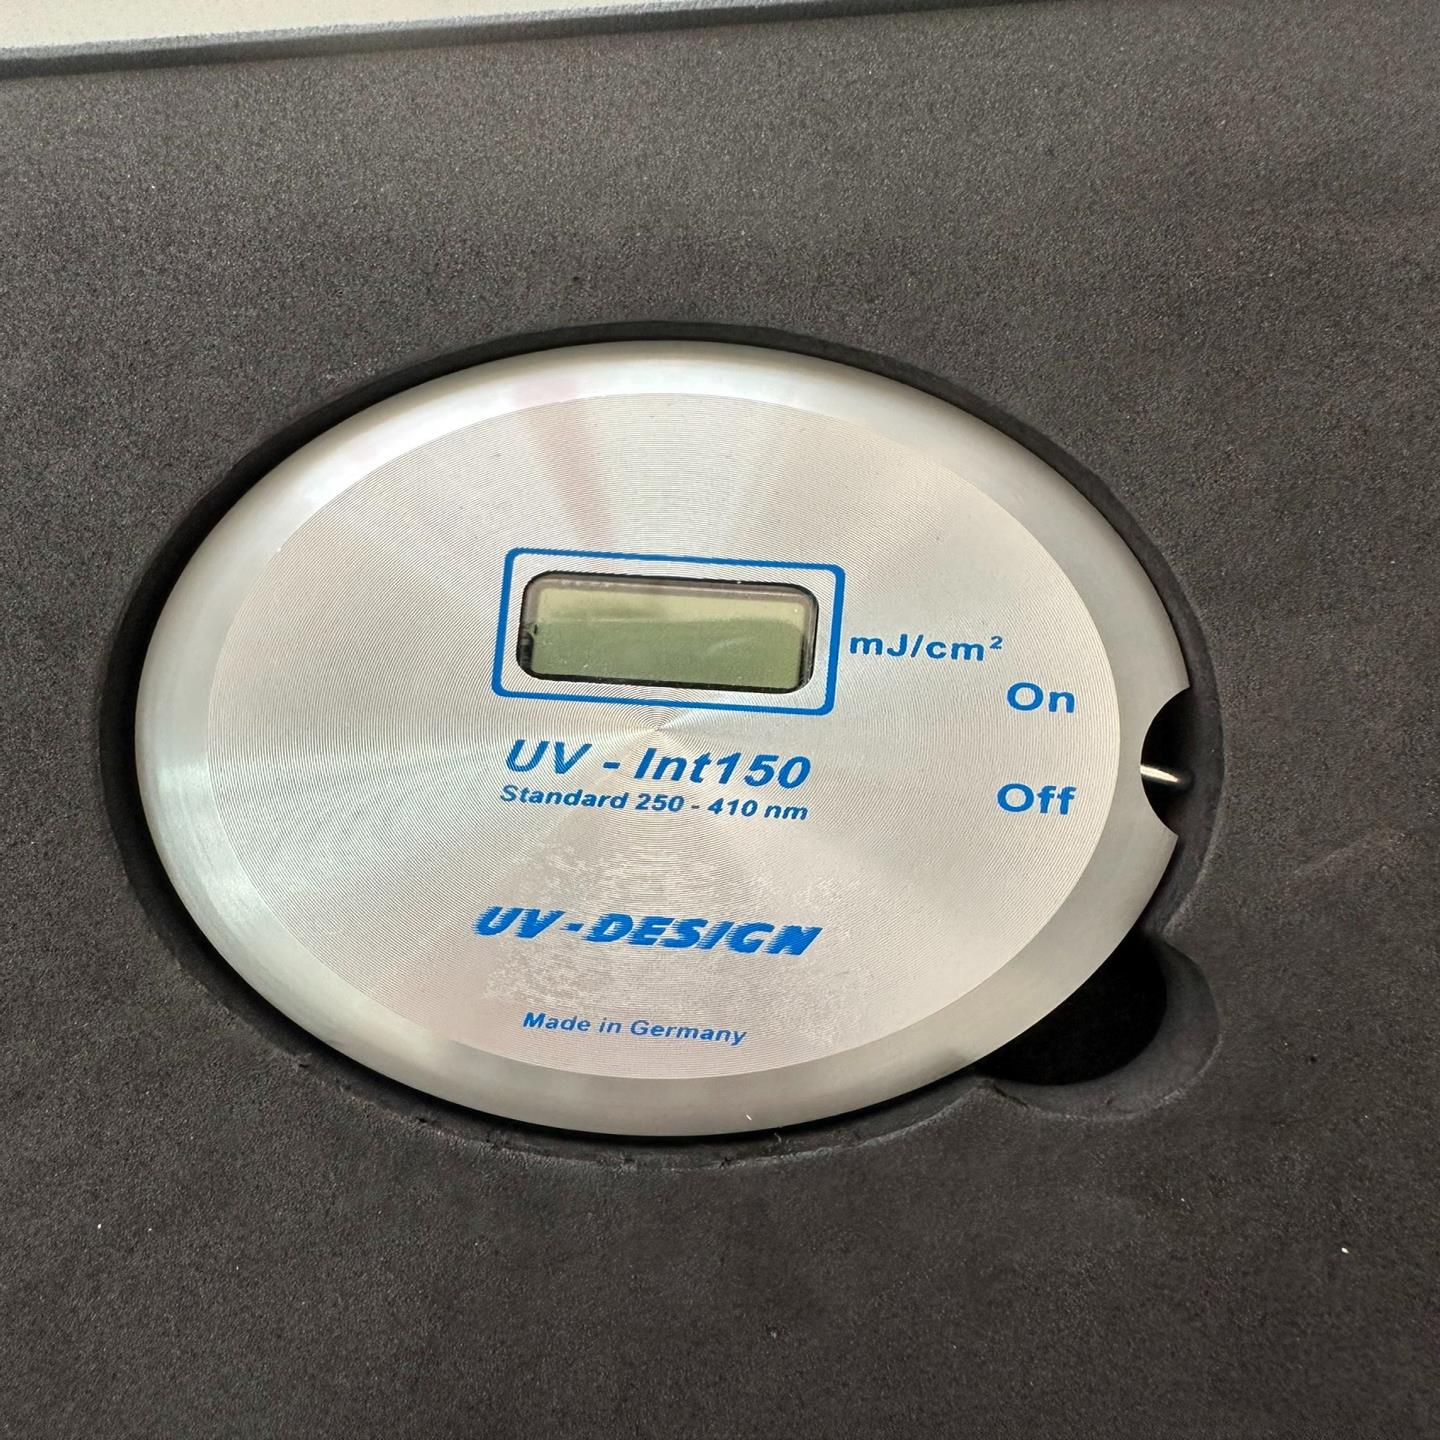 mJ/cm²
On
UV - Int150
Off
Standard 250 - 410 nm
UV-DESIGN
Made in Germany